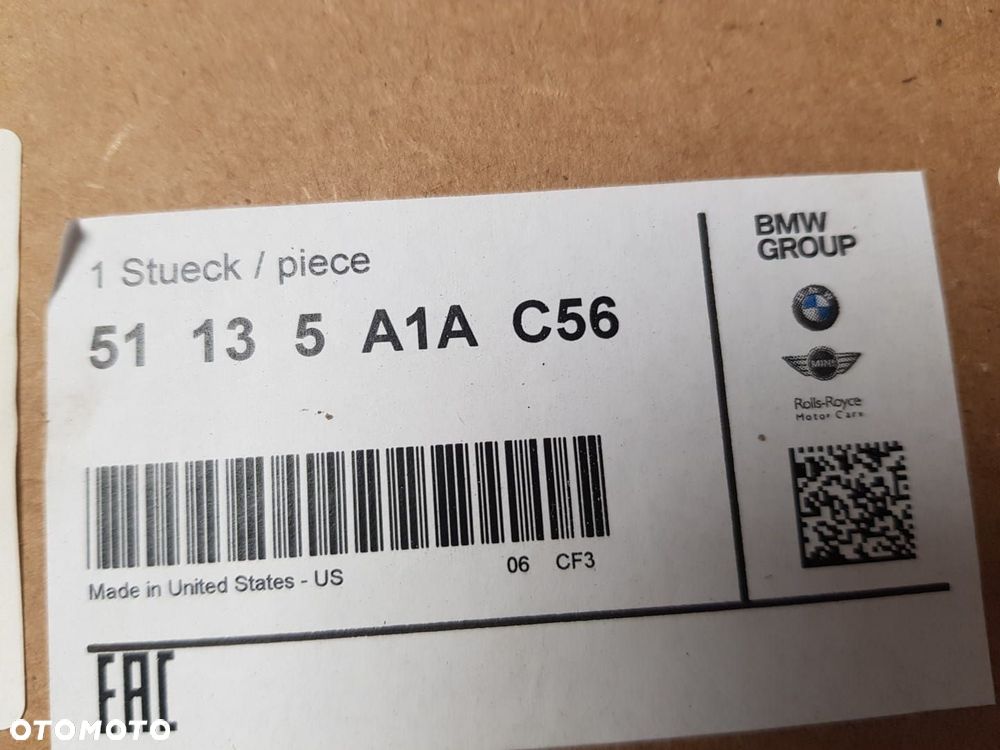 1 Stueck / piece
51 13 5 A1A C56
06 CF3
Made in United States - US
BMW
GROUP
MINI
Rolls-Royce
Motor Cars
EAC
OTOMOTO